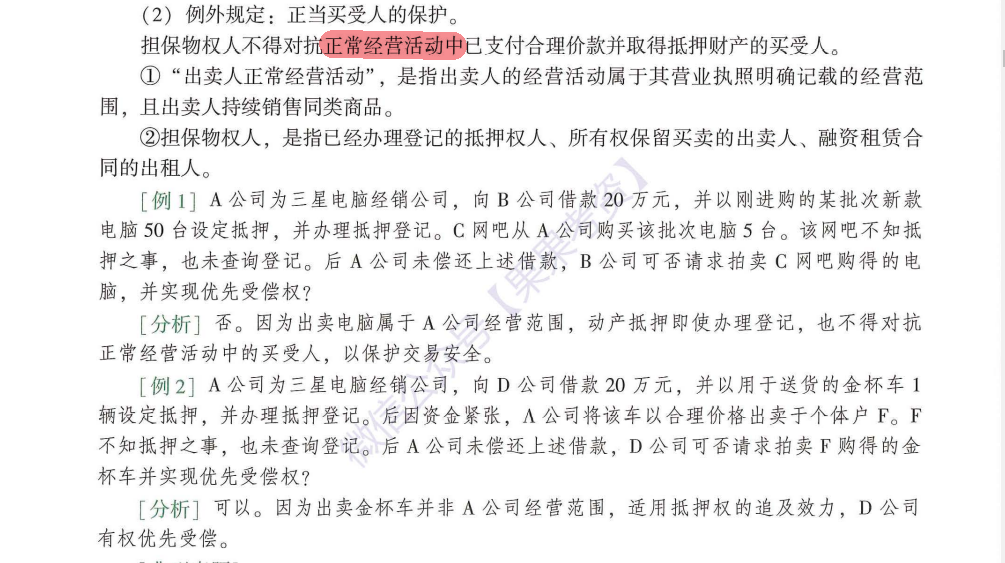 （2）例外规定：正当买受人的保护。
担保物权人不得对抗正常经营活动中已支付合理价款并取得抵押财产的买受人。
①“出卖人正常经营活动”，是指出卖人的经营活动属于其营业执照明确记载的经营范
围，且出卖人持续销售同类商品。
②担保物权人，是指已经办理登记的抵押权人、所有权保留买卖的出卖人、融资租赁合
同的出租人。
［例1］A公司为三星电脑经销公司，向B公司借款20万元，并以刚进购的某批次新款
电脑50台设定抵押，并办理抵押登记。C网吧从A公司购买该批次电脑5台。该网吧不知抵
押之事，也未查询登记。后A公司未偿还上述借款，B公司可否请求拍卖C网吧购得的电
脑，并实现优先受偿权？
［分析］否。因为出卖电脑属于A公司经营范围，动产抵押即使办理登记，也不得对抗
正常经营活动中的买受人，以保护交易安全。
［例2］A公司为三星电脑经销公司，向D公司借款20万元，并以用于送货的金杯车1
辆设定抵押，并办理抵押登记。后因资金紧张，A公司将该车以合理价格出卖于个体户F。F
不知抵押之事，也未查询登记。后A公司未偿还上述借款，D公司可否请求拍卖F购得的金
杯车并实现优先受偿权？
［分析］可以。因为出卖金杯车并非A公司经营范围，适用抵押权的追及效力，D公司
有权优先受偿。
微信公众号【果果考资】